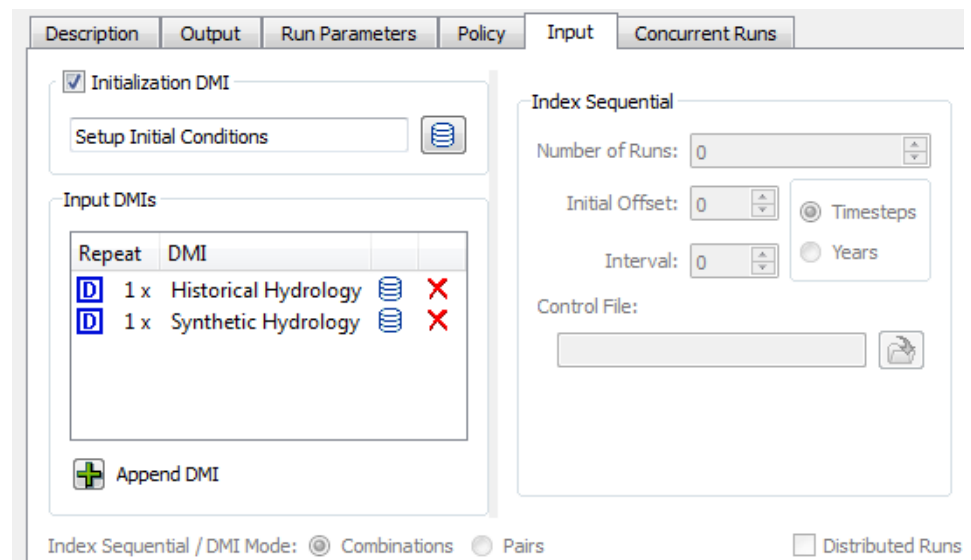 Description Output Run Parameters Policy Input Concurrent Runs
Initialization DMI
Setup Initial Conditions
Input DMIs
Repeat DMI
D 1 x Historical Hydrology
D 1 x Synthetic Hydrology
Append DMI
Index Sequential
Number of Runs: 0
Initial Offset: 0
Timesteps
Interval: 0
Years
Control File:
Index Sequential / DMI Mode: Combinations Pairs
Distributed Runs